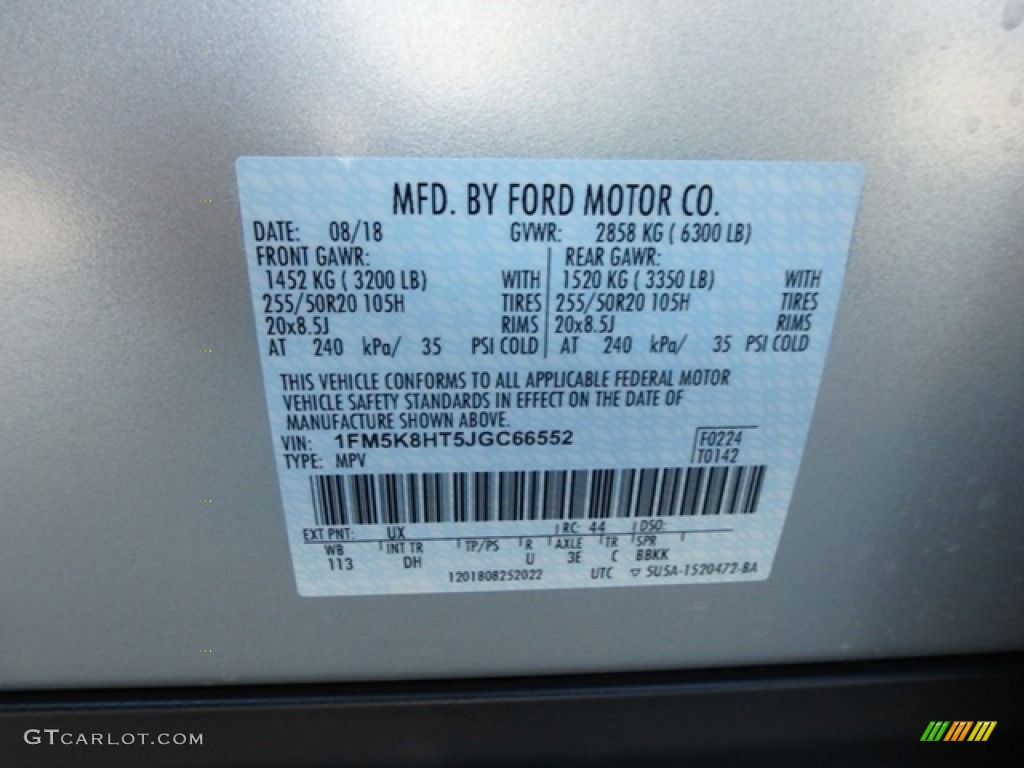 MFD. BY FORD MOTOR CO.
DATE: 08/18 GVWR: 2858 KG ( 6300 LB)
FRONT GAWR: REAR GAWR:
1452 KG ( 3200 LB) WITH 1520 KG ( 3350 LB) WITH
255/50R20 105H TIRES 255/50R20 105H TIRES
20x8.5J RIMS 20x8.5J RIMS
AT 240 kPa/ 35 PSI COLD AT 240 kPa/ 35 PSI COLD
THIS VEHICLE CONFORMS TO ALL APPLICABLE FEDERAL MOTOR
VEHICLE SAFETY STANDARDS IN EFFECT ON THE DATE OF
MANUFACTURE SHOWN ABOVE.
VIN: 1FM5K8HT5JGC66552 F0224
TYPE: MPV T0142
EXT PNT: UX RC: 44 DSO:
WB INT TR TP/PS R AXLE TR SPR
113 DH U 3E C BBKK
1201808252022 UTC ▽ 5U5A-1520472-BA
GTCARLOT.COM